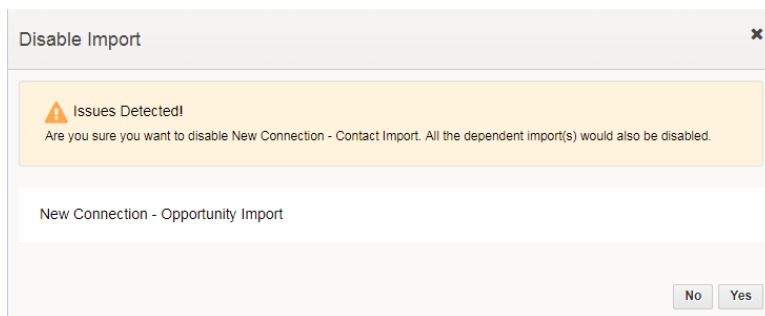 Disable Import
Issues Detected!
Are you sure you want to disable New Connection - Contact Import. All the dependent import(s) would also be disabled.
New Connection - Opportunity Import
No Yes